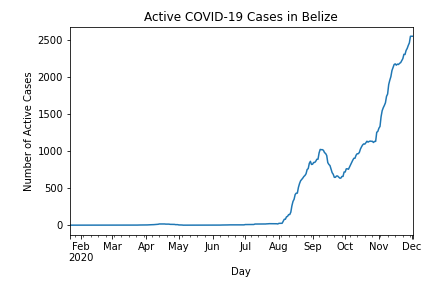 Active COVID-19 Cases in Belize
Number of Active Cases
2500
2000
1500
1000
500
0
Feb Mar Apr May Jun Jul Aug Sep Oct Nov Dec
2020
Day